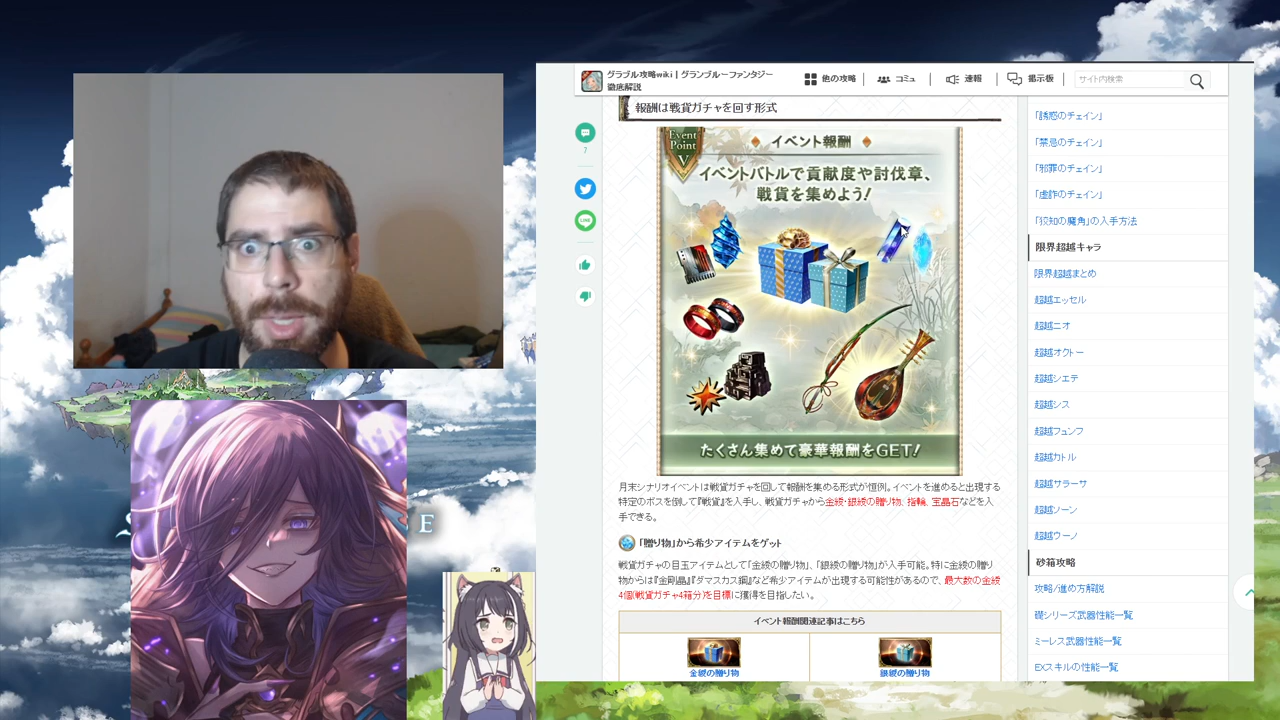 グラブル攻略wiki｜グランブルーファンタジー
徹底解説
他の攻略
コミュ
速報
掲示板
サイト内検索
報酬は戦貨ガチャを回す形式
7
LINE
Event
Point
V
イベント報酬
イベントバトルで貢献度や討伐章、
戦貨を集めよう!
たくさん集めて豪華報酬をGET!
月末シナリオイベントは戦貨ガチャを回して報酬を集める形式が恒例。イベントを進めると出現する
特定のボスを倒して『戦貨』を入手し、戦貨ガチャから金綾・銀綾の贈り物、指輪、宝晶石などを入
手できる。
「贈り物」から希少アイテムをゲット
戦貨ガチャの目玉アイテムとして「金綾の贈り物」、「銀綾の贈り物」が入手可能。特に金綾の贈り
物からは『金剛晶』『ダマスカス鋼』など希少アイテムが出現する可能性があるので、最大数の金綾
4個(戦貨ガチャ4箱分)を目標に獲得を目指したい。
イベント報酬関連記事はこちら
金綾の贈り物
銀綾の贈り物
「誘惑のチェイン」
「禁忌のチェイン」
「邪罪のチェイン」
「虚詐のチェイン」
「狡知の魔角」の入手方法
限界超越キャラ
限界超越まとめ
超越エッセル
超越ニオ
超越オクトー
超越シエテ
超越シス
超越フュンフ
超越カトル
超越サラーサ
超越ソーン
超越ウーノ
砂箱攻略
攻略/進め方解説
礎シリーズ武器性能一覧
ミーレス武器性能一覧
EXスキルの性能一覧
E